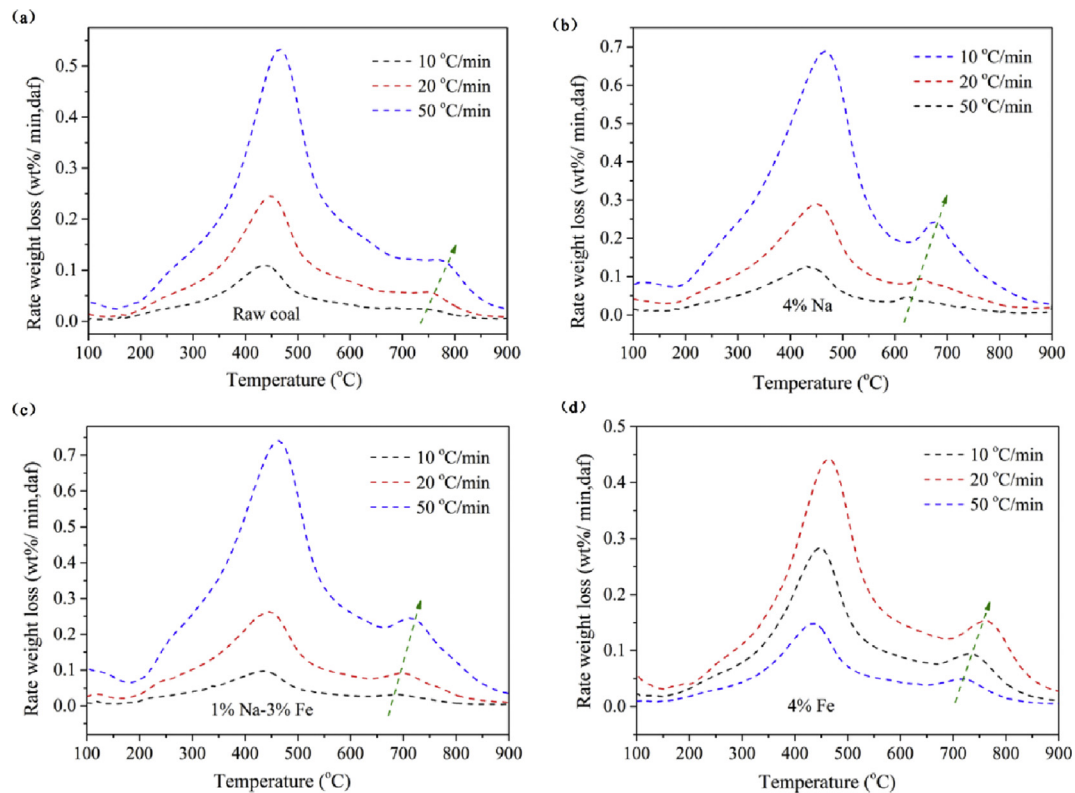 (a)
Rate weight loss (wt%/ min,daf)
0.5
0.4
0.3
0.2
0.1
0.0
10 °C/min
20 °C/min
50 °C/min
Raw coal
100 200 300 400 500 600 700 800 900
Temperature (°C)
(b)
Rate weight loss (wt%/ min,daf)
0.7
0.6
0.5
0.4
0.3
0.2
0.1
0.0
10 °C/min
20 °C/min
50 °C/min
4% Na
100 200 300 400 500 600 700 800 900
Temperature (°C)
(c)
Rate weight loss (wt%/ min,daf)
0.7
0.6
0.5
0.4
0.3
0.2
0.1
0.0
10 °C/min
20 °C/min
50 °C/min
1% Na-3% Fe
100 200 300 400 500 600 700 800 900
Temperature (°C)
(d)
Rate weight loss (wt%/ min,daf)
0.5
0.4
0.3
0.2
0.1
0.0
10 °C/min
20 °C/min
50 °C/min
4% Fe
100 200 300 400 500 600 700 800 900
Temperature (°C)